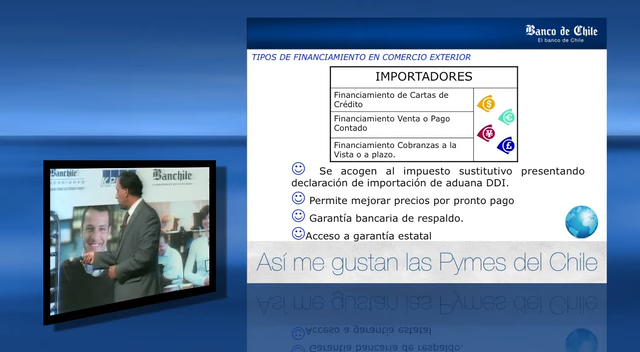 Banco de Chile
El banco de Chile
TIPOS DE FINANCIAMIENTO EN COMERCIO EXTERIOR
IMPORTADORES
Financiamiento de Cartas de
Crédito
Financiamiento Venta o Pago
Contado
Financiamiento Cobranzas a la
Vista o a plazo.
Se acogen al impuesto sustitutivo presentando
declaración de importación de aduana DDI.
Permite mejorar precios por pronto pago
Garantía bancaria de respaldo.
Acceso a garantía estatal
Así me gustan las Pymes del Chile
Banchile
Banchile